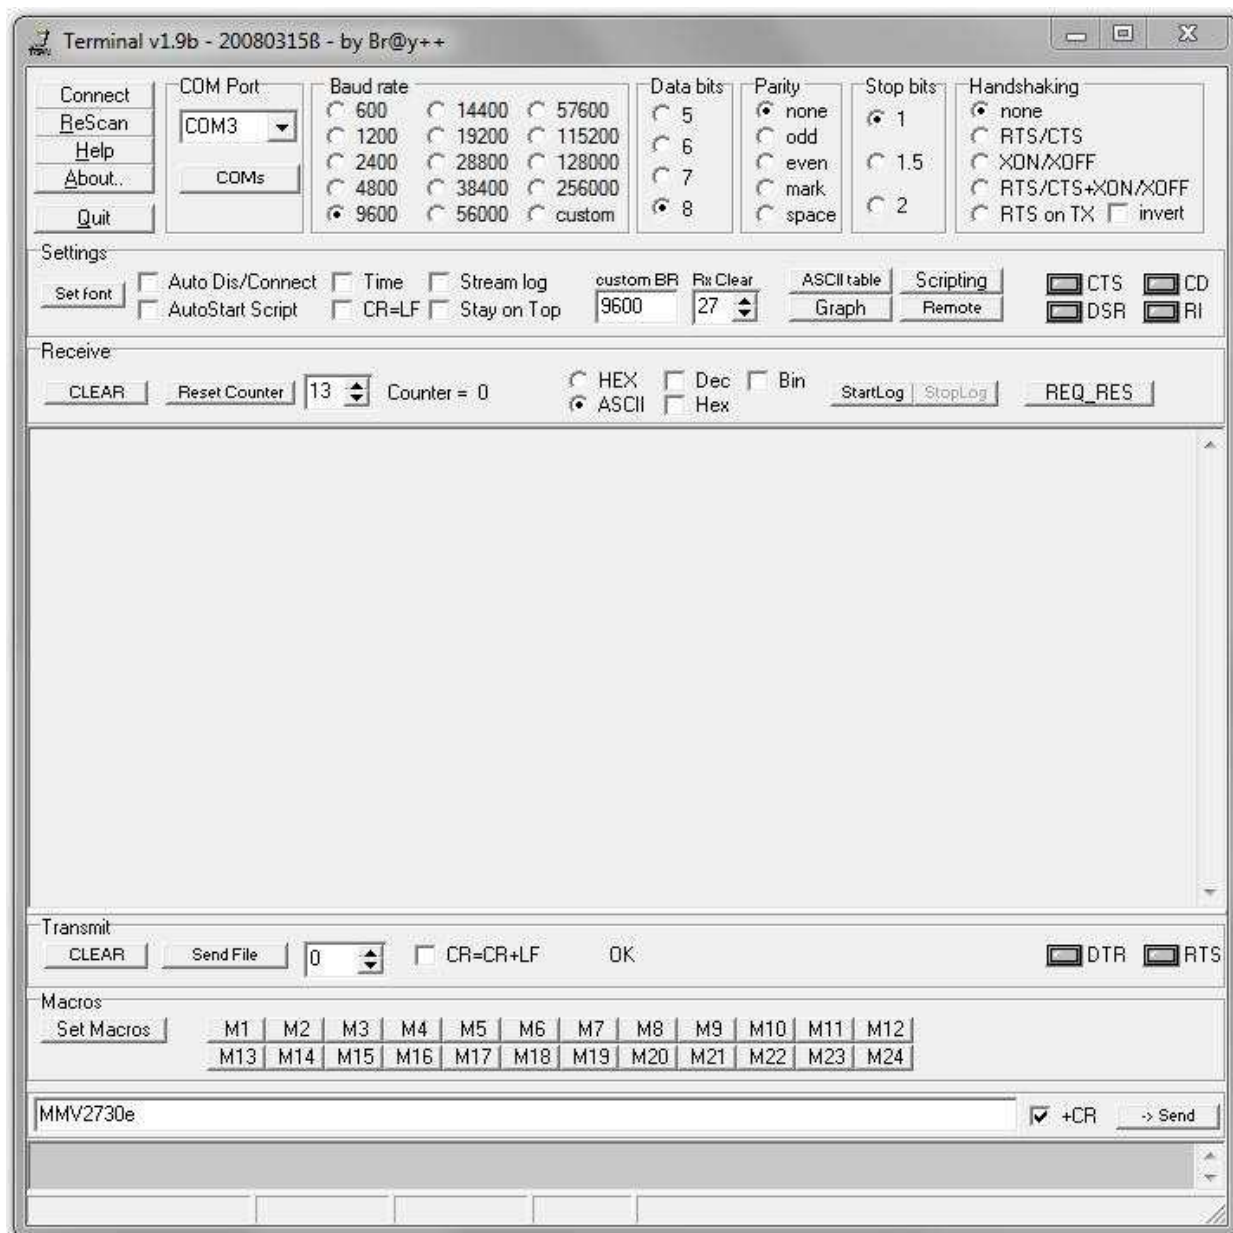 Terminal v1.9b - 20080315ß - by Br@y++
Connect
ReScan
Help
About..
Quit
COM Port
COM3
COMs
Baud rate
600 14400 57600
1200 19200 115200
2400 28800 128000
4800 38400 256000
9600 56000 custom
Data bits
5
6
7
8
Parity
none
odd
even
mark
space
Stop bits
1
1.5
2
Handshaking
none
RTS/CTS
XON/XOFF
RTS/CTS+XON/XOFF
RTS on TX invert
Settings
Set font
Auto Dis/Connect Time Stream log
AutoStart Script CR=LF Stay on Top
custom BR Rx Clear
9600 27
ASCII table Scripting
Graph Remote
CTS CD
DSR RI
Receive
CLEAR Reset Counter 13 Counter = 0
HEX Dec Bin
ASCII Hex
StartLog StopLog REQ_RES
Transmit
CLEAR Send File 0 CR=CR+LF OK DTR RTS
Macros
Set Macros M1 M2 M3 M4 M5 M6 M7 M8 M9 M10 M11 M12
M13 M14 M15 M16 M17 M18 M19 M20 M21 M22 M23 M24
MMV2730e +CR -> Send